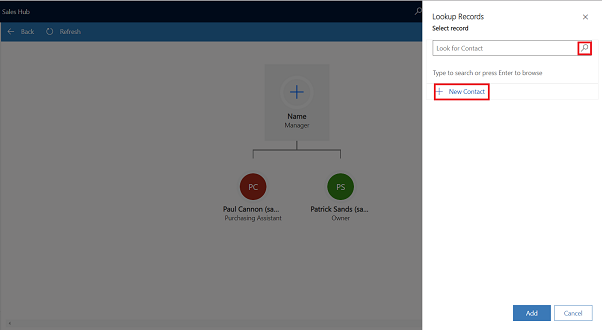 Sales Hub
Back
Refresh
Name
Manager
PC
PS
Paul Cannon (sa...
Patrick Sands (sa...
Purchasing Assistant
Owner
Lookup Records
Select record
Look for Contact
Type to search or press Enter to browse
New Contact
Add
Cancel